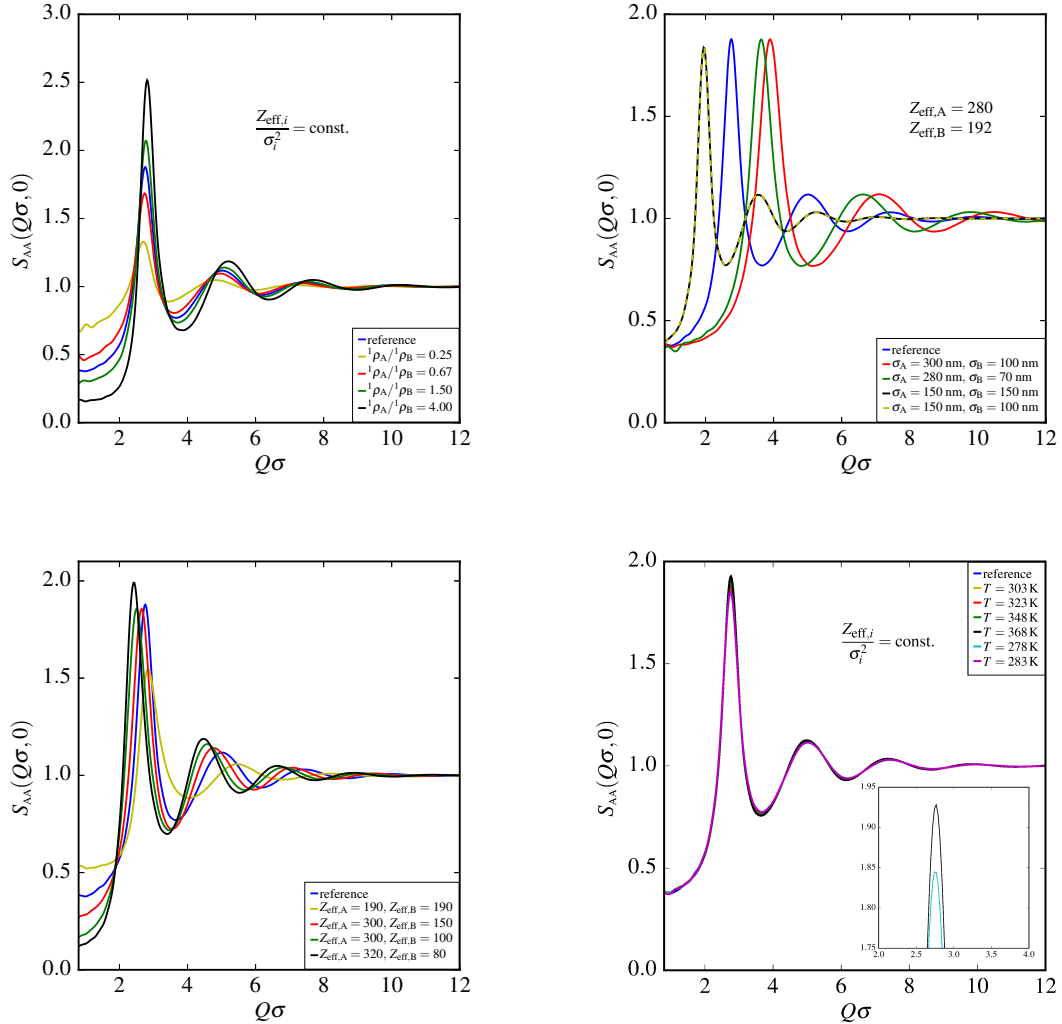 3.0
2.5
2.0
1.5
1.0
0.5
0.0
S_AA(Qσ, 0)
Z_eff,i / σ_i^2 = const.
reference
¹ρ_A/¹ρ_B = 0.25
¹ρ_A/¹ρ_B = 0.67
¹ρ_A/¹ρ_B = 1.50
¹ρ_A/¹ρ_B = 4.00
2 4 6 8 10 12
Qσ
2.0
1.5
1.0
0.5
0.0
S_AA(Qσ, 0)
Z_eff,A = 280
Z_eff,B = 192
reference
σ_A = 300 nm, σ_B = 100 nm
σ_A = 280 nm, σ_B = 70 nm
σ_A = 150 nm, σ_B = 150 nm
σ_A = 150 nm, σ_B = 100 nm
2 4 6 8 10 12
Qσ
2.0
1.5
1.0
0.5
0.0
S_AA(Qσ, 0)
reference
Z_eff,A = 190, Z_eff,B = 190
Z_eff,A = 300, Z_eff,B = 150
Z_eff,A = 300, Z_eff,B = 100
Z_eff,A = 320, Z_eff,B = 80
2 4 6 8 10 12
Qσ
2.0
1.5
1.0
0.5
0.0
S_AA(Qσ, 0)
reference
T = 303 K
T = 323 K
T = 348 K
T = 368 K
T = 278 K
T = 283 K
Z_eff,i / σ_i^2 = const.
1.95
1.90
1.85
1.80
1.75
2.0 2.5 3.0 3.5 4.0
2 4 6 8 10 12
Qσ